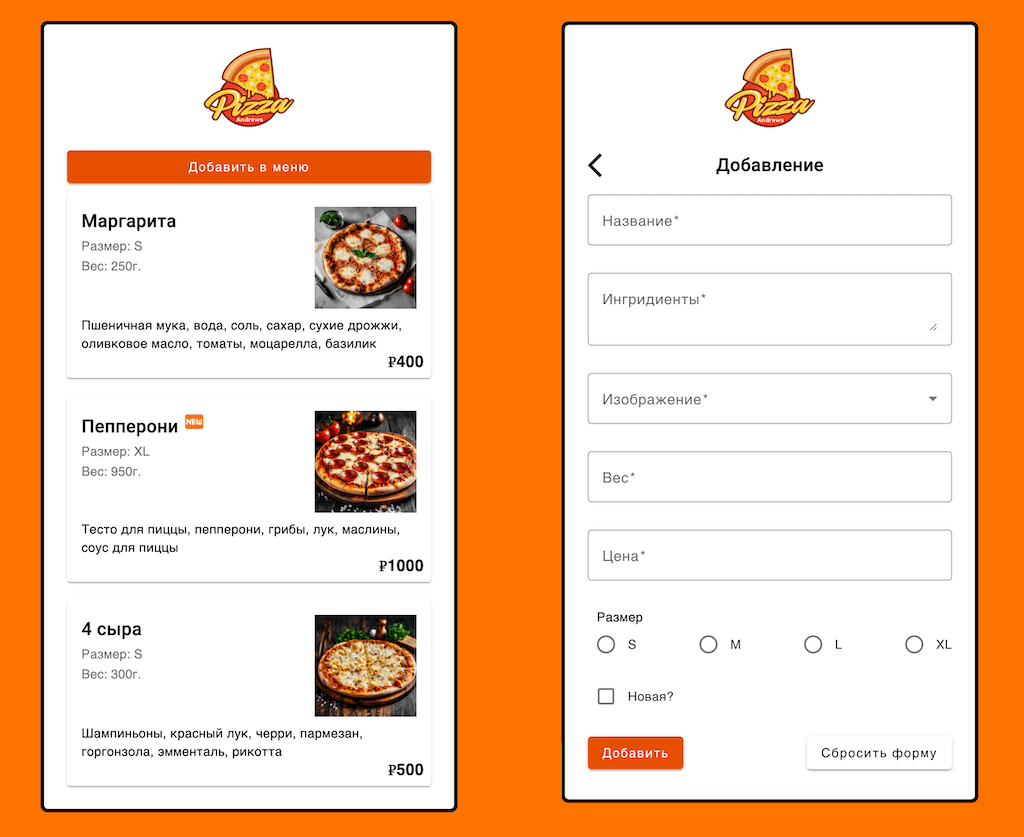 Pizza
Andrews
Добавить в меню
Маргарита
Размер: S
Вес: 250г.
Пшеничная мука, вода, соль, сахар, сухие дрожжи,
оливковое масло, томаты, моцарелла, базилик
₽400
Пепперони NEW
Размер: XL
Вес: 950г.
Тесто для пиццы, пепперони, грибы, лук, маслины,
соус для пиццы
₽1000
4 сыра
Размер: S
Вес: 300г.
Шампиньоны, красный лук, черри, пармезан,
горгонзола, эмменталь, рикотта
₽500
Pizza
Andrews
Добавление
Название*
Ингридиенты*
Изображение*
Вес*
Цена*
Размер
S M L XL
Новая?
Добавить Сбросить форму